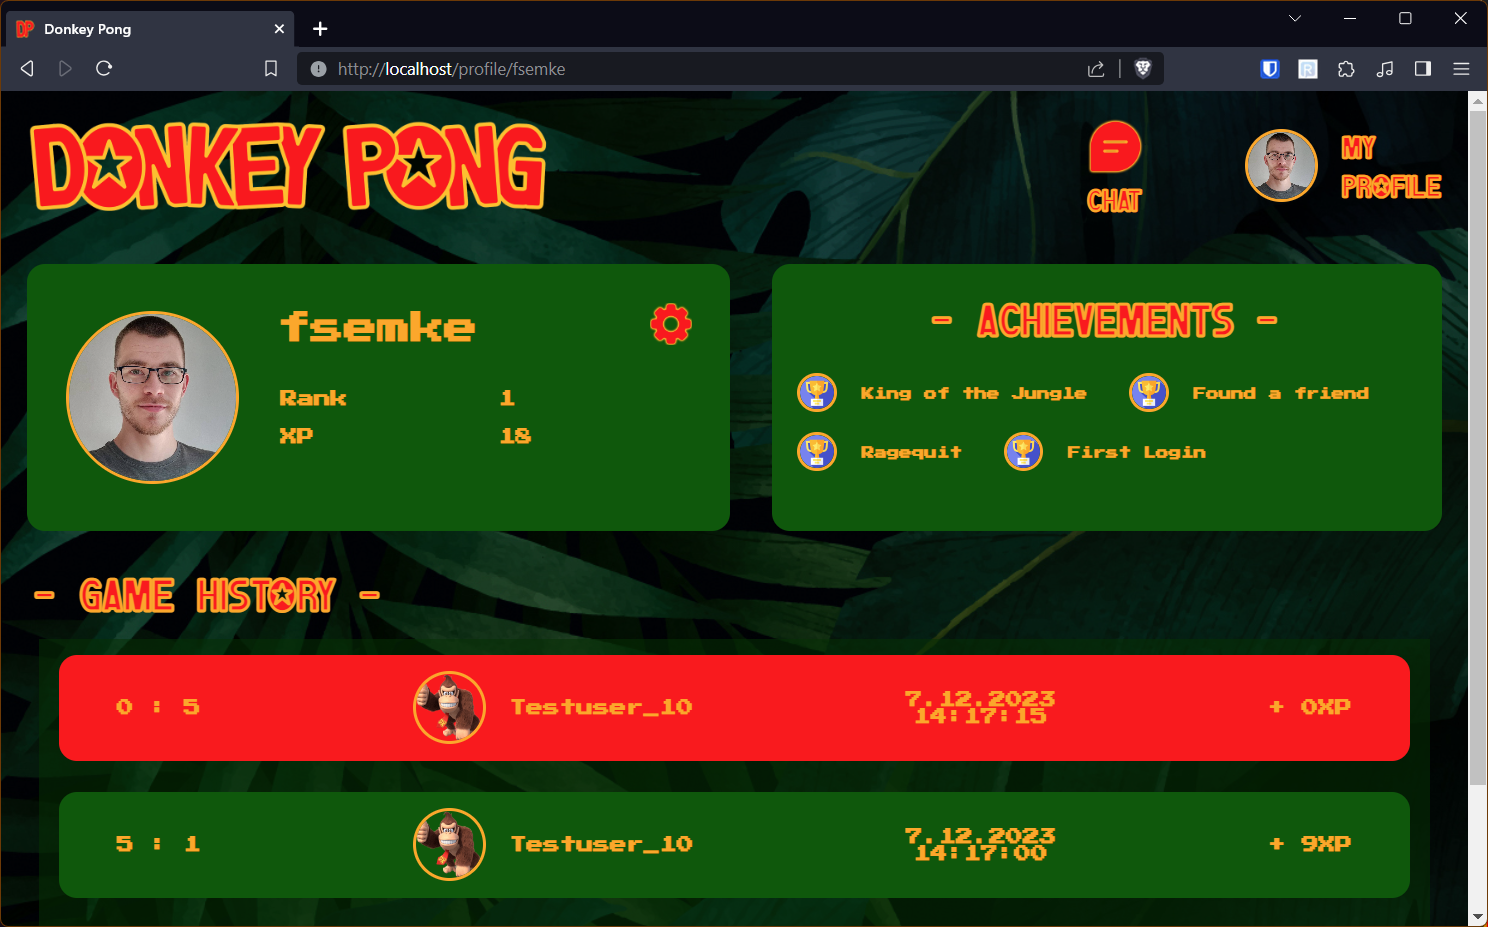 Donkey Pong
http://localhost/profile/fsemke
DONKEY PONG
CHAT
MY
PROFILE
fsemke
Rank 1
XP 18
- ACHIEVEMENTS -
King of the Jungle Found a friend
Ragequit First Login
- GAME HISTORY -
0 : 5 Testuser_10 7.12.2023 + 0XP
14:17:15
5 : 1 Testuser_10 7.12.2023 + 9XP
14:17:00